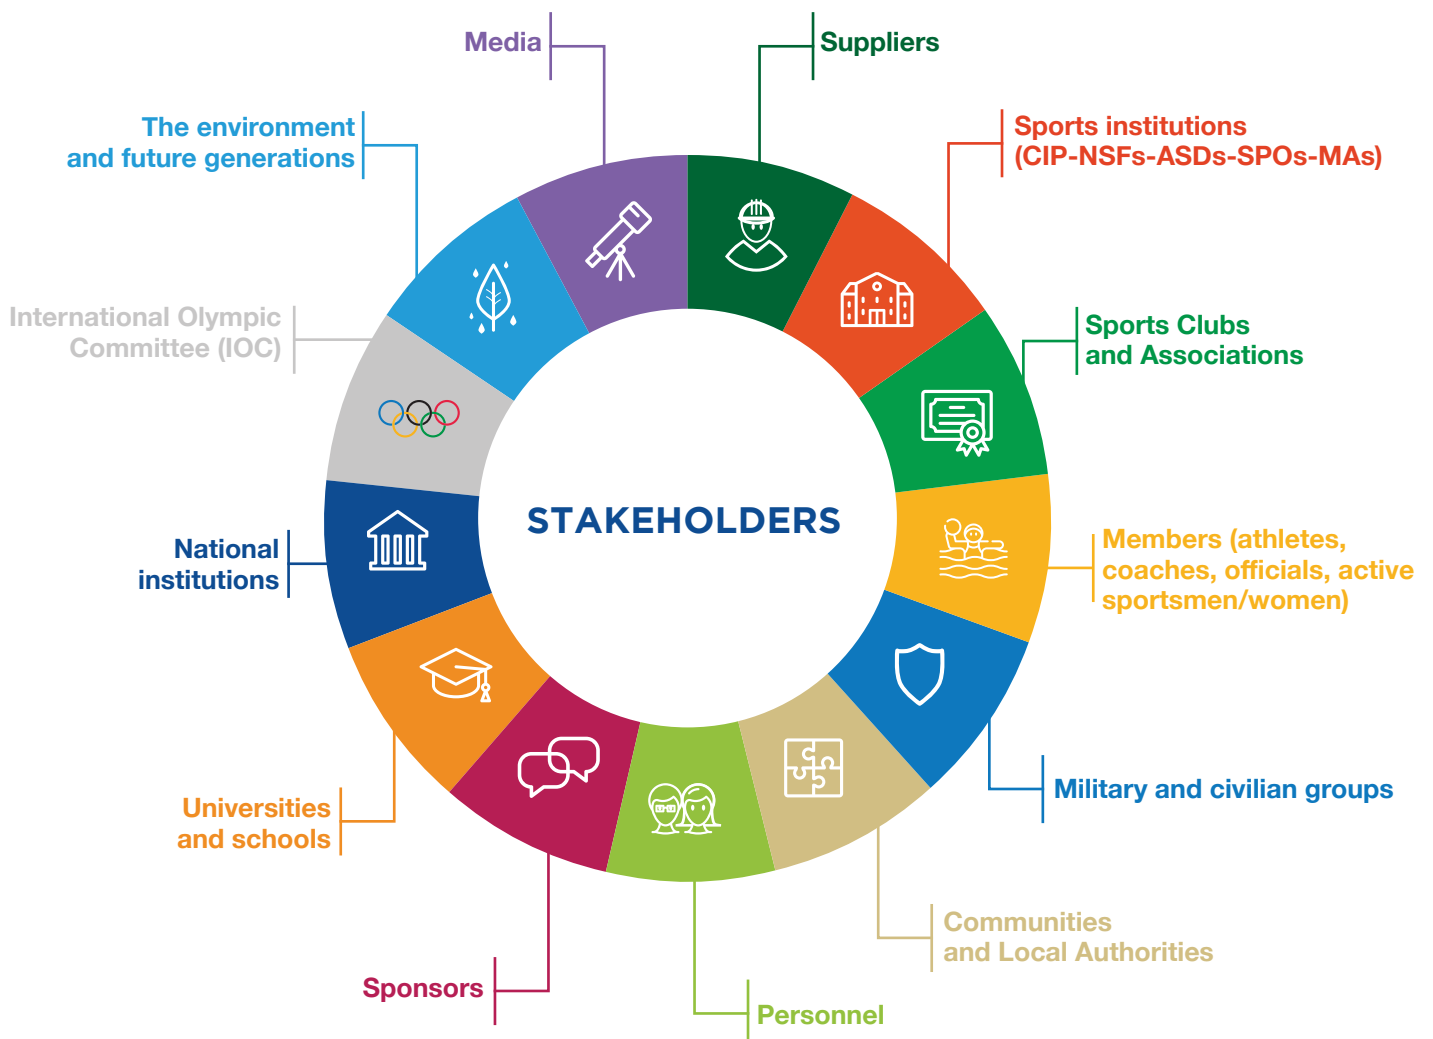 Media
Suppliers
The environment
and future generations
Sports institutions
(CIP-NSFs-ASDs-SPOs-MAs)
International Olympic
Committee (IOC)
Sports Clubs
and Associations
STAKEHOLDERS
National
institutions
Members (athletes,
coaches, officials, active
sportsmen/women)
Universities
and schools
Military and civilian groups
Communities
and Local Authorities
Sponsors
Personnel